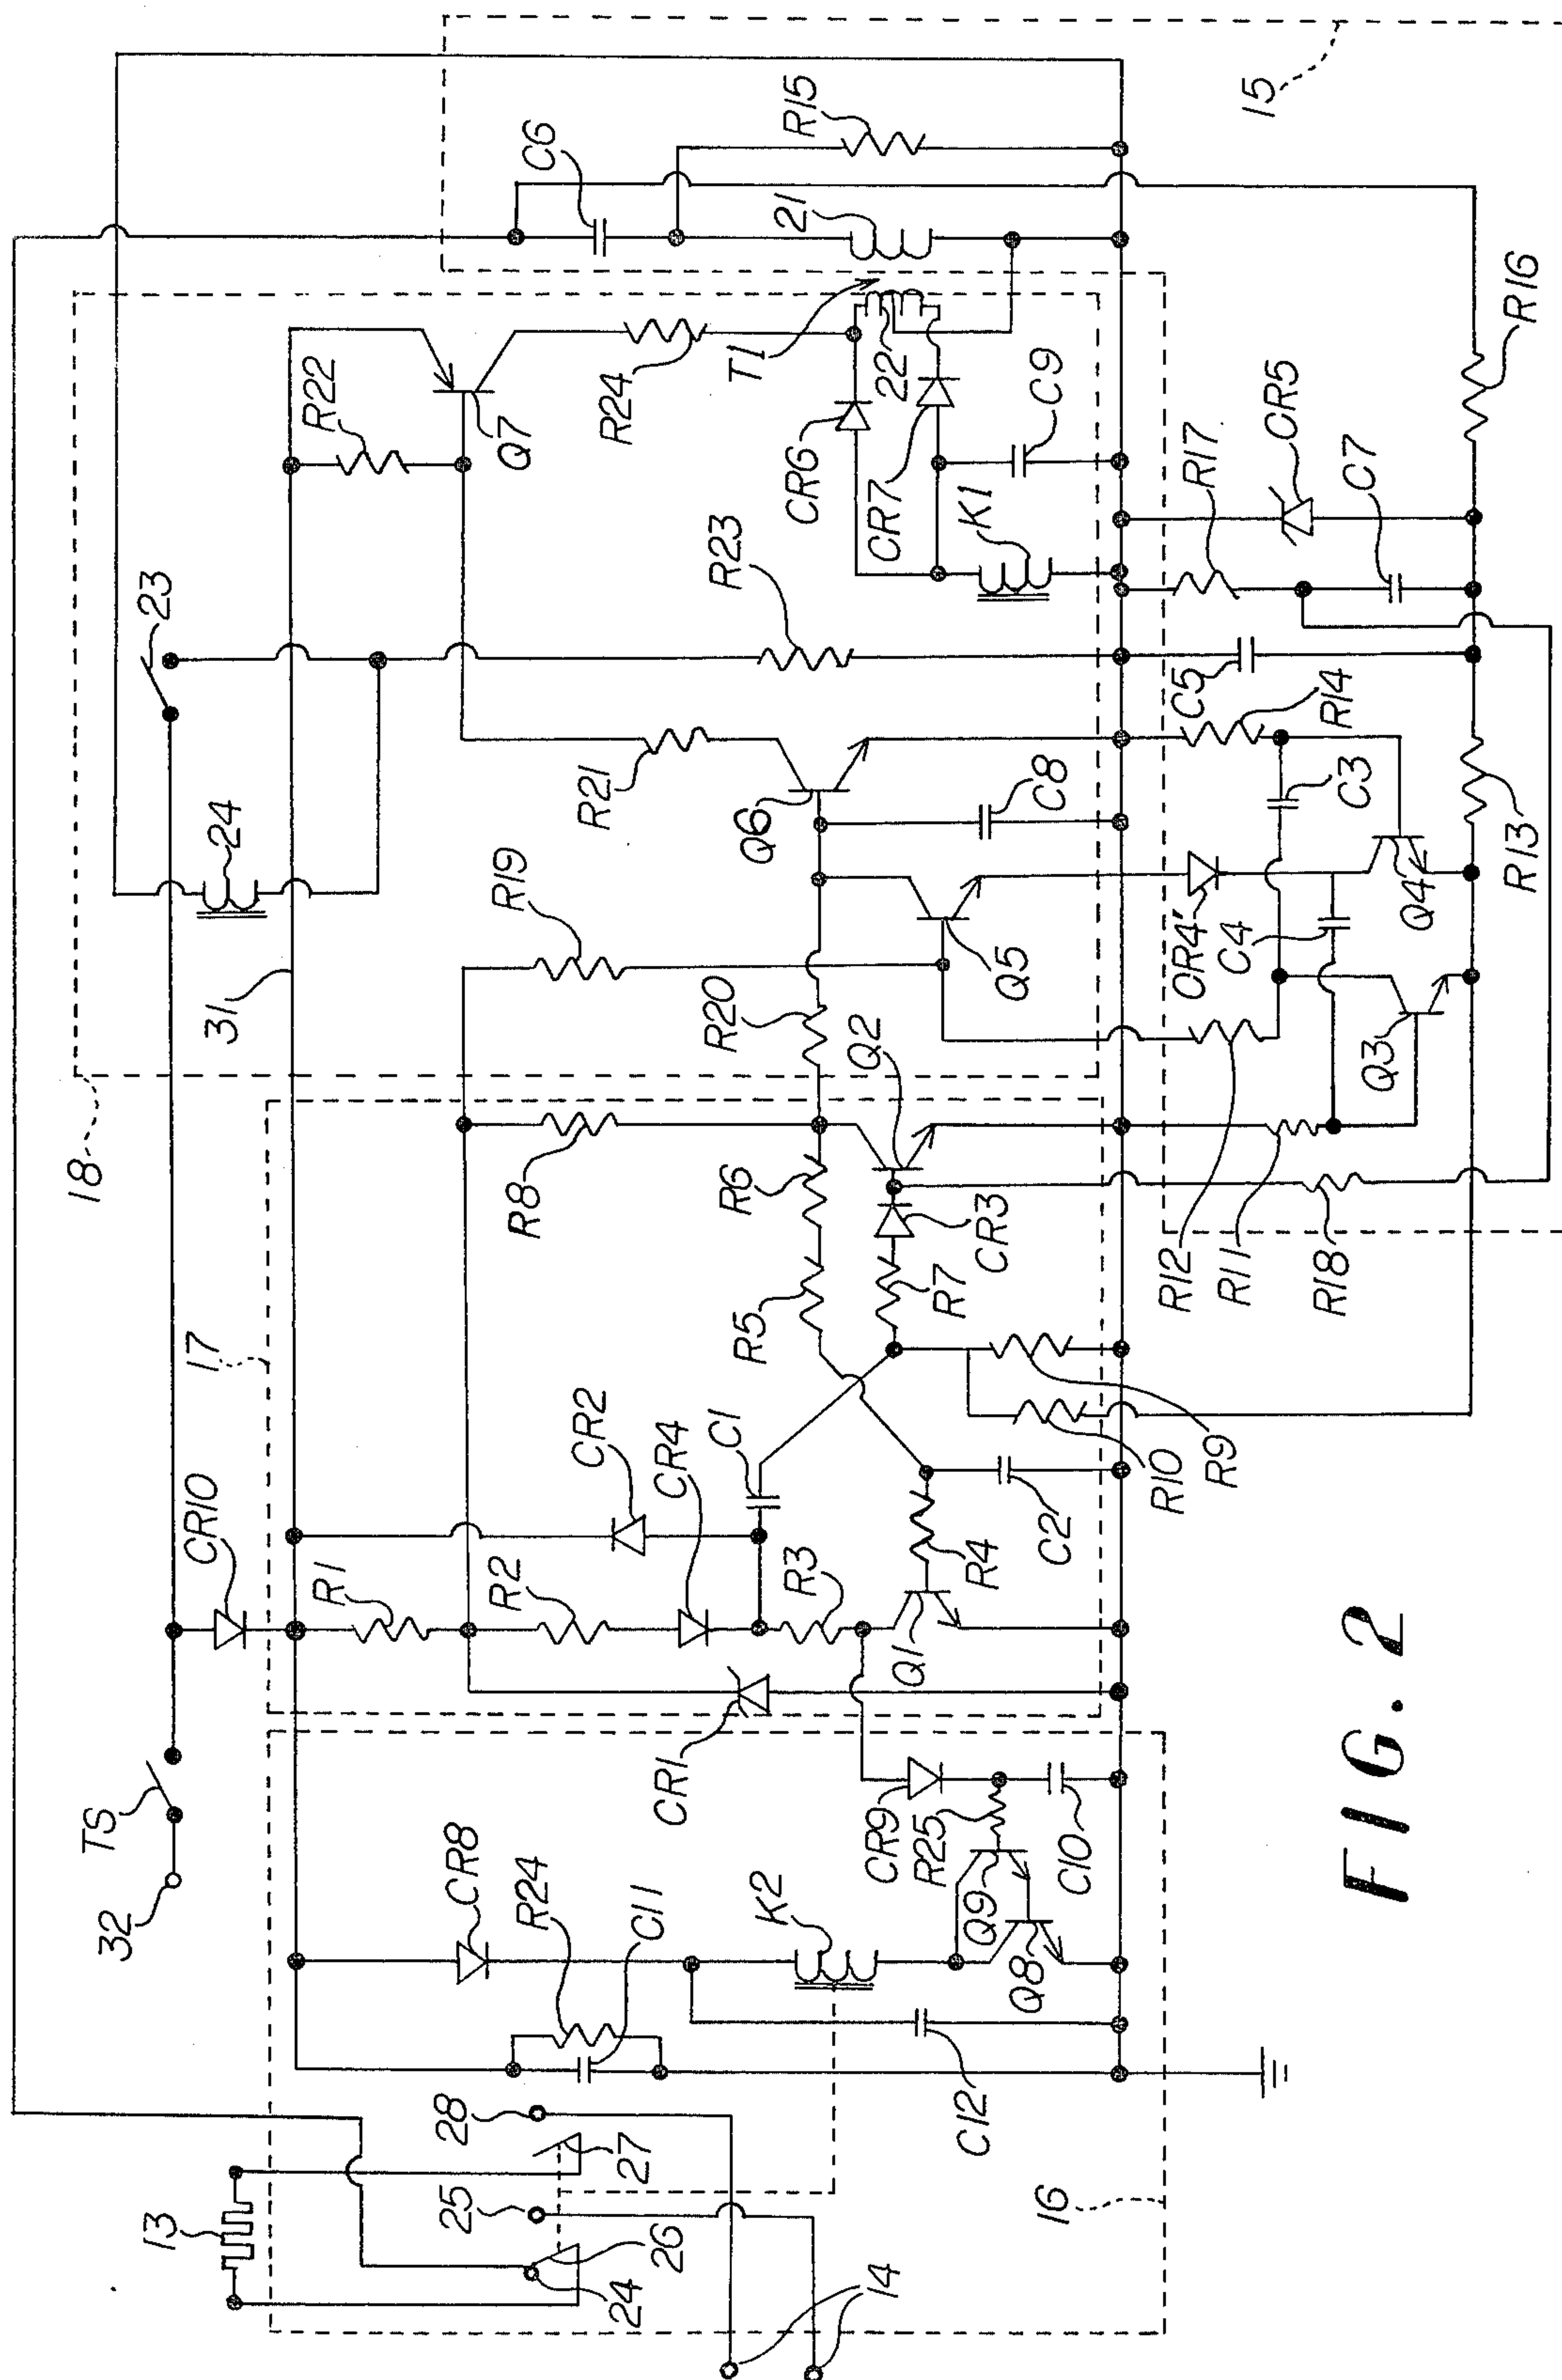 15
C6
R15
21
T1
22
R22
Q7
R24
CR6
CR7
C9
K1
R16
CR5
R17
C7
23
R23
24
R21
Q6
C8
C5
R14
C3
R13
Q4
CR4'
C4
Q5
R19
31
R20
Q2
Q3
18
R8
R6
R5
CR3
R7
R12
R11
R18
17
CR10
CR2
CR4
C1
R1
R2
R3
R4
C2
Q1
R10
R9
CR1
TS
32
CR8
R24
C11
K2
CR9
R25
Q9
Q8
C10
C12
13
28
27
25
26
24
14
16
FIG. 2